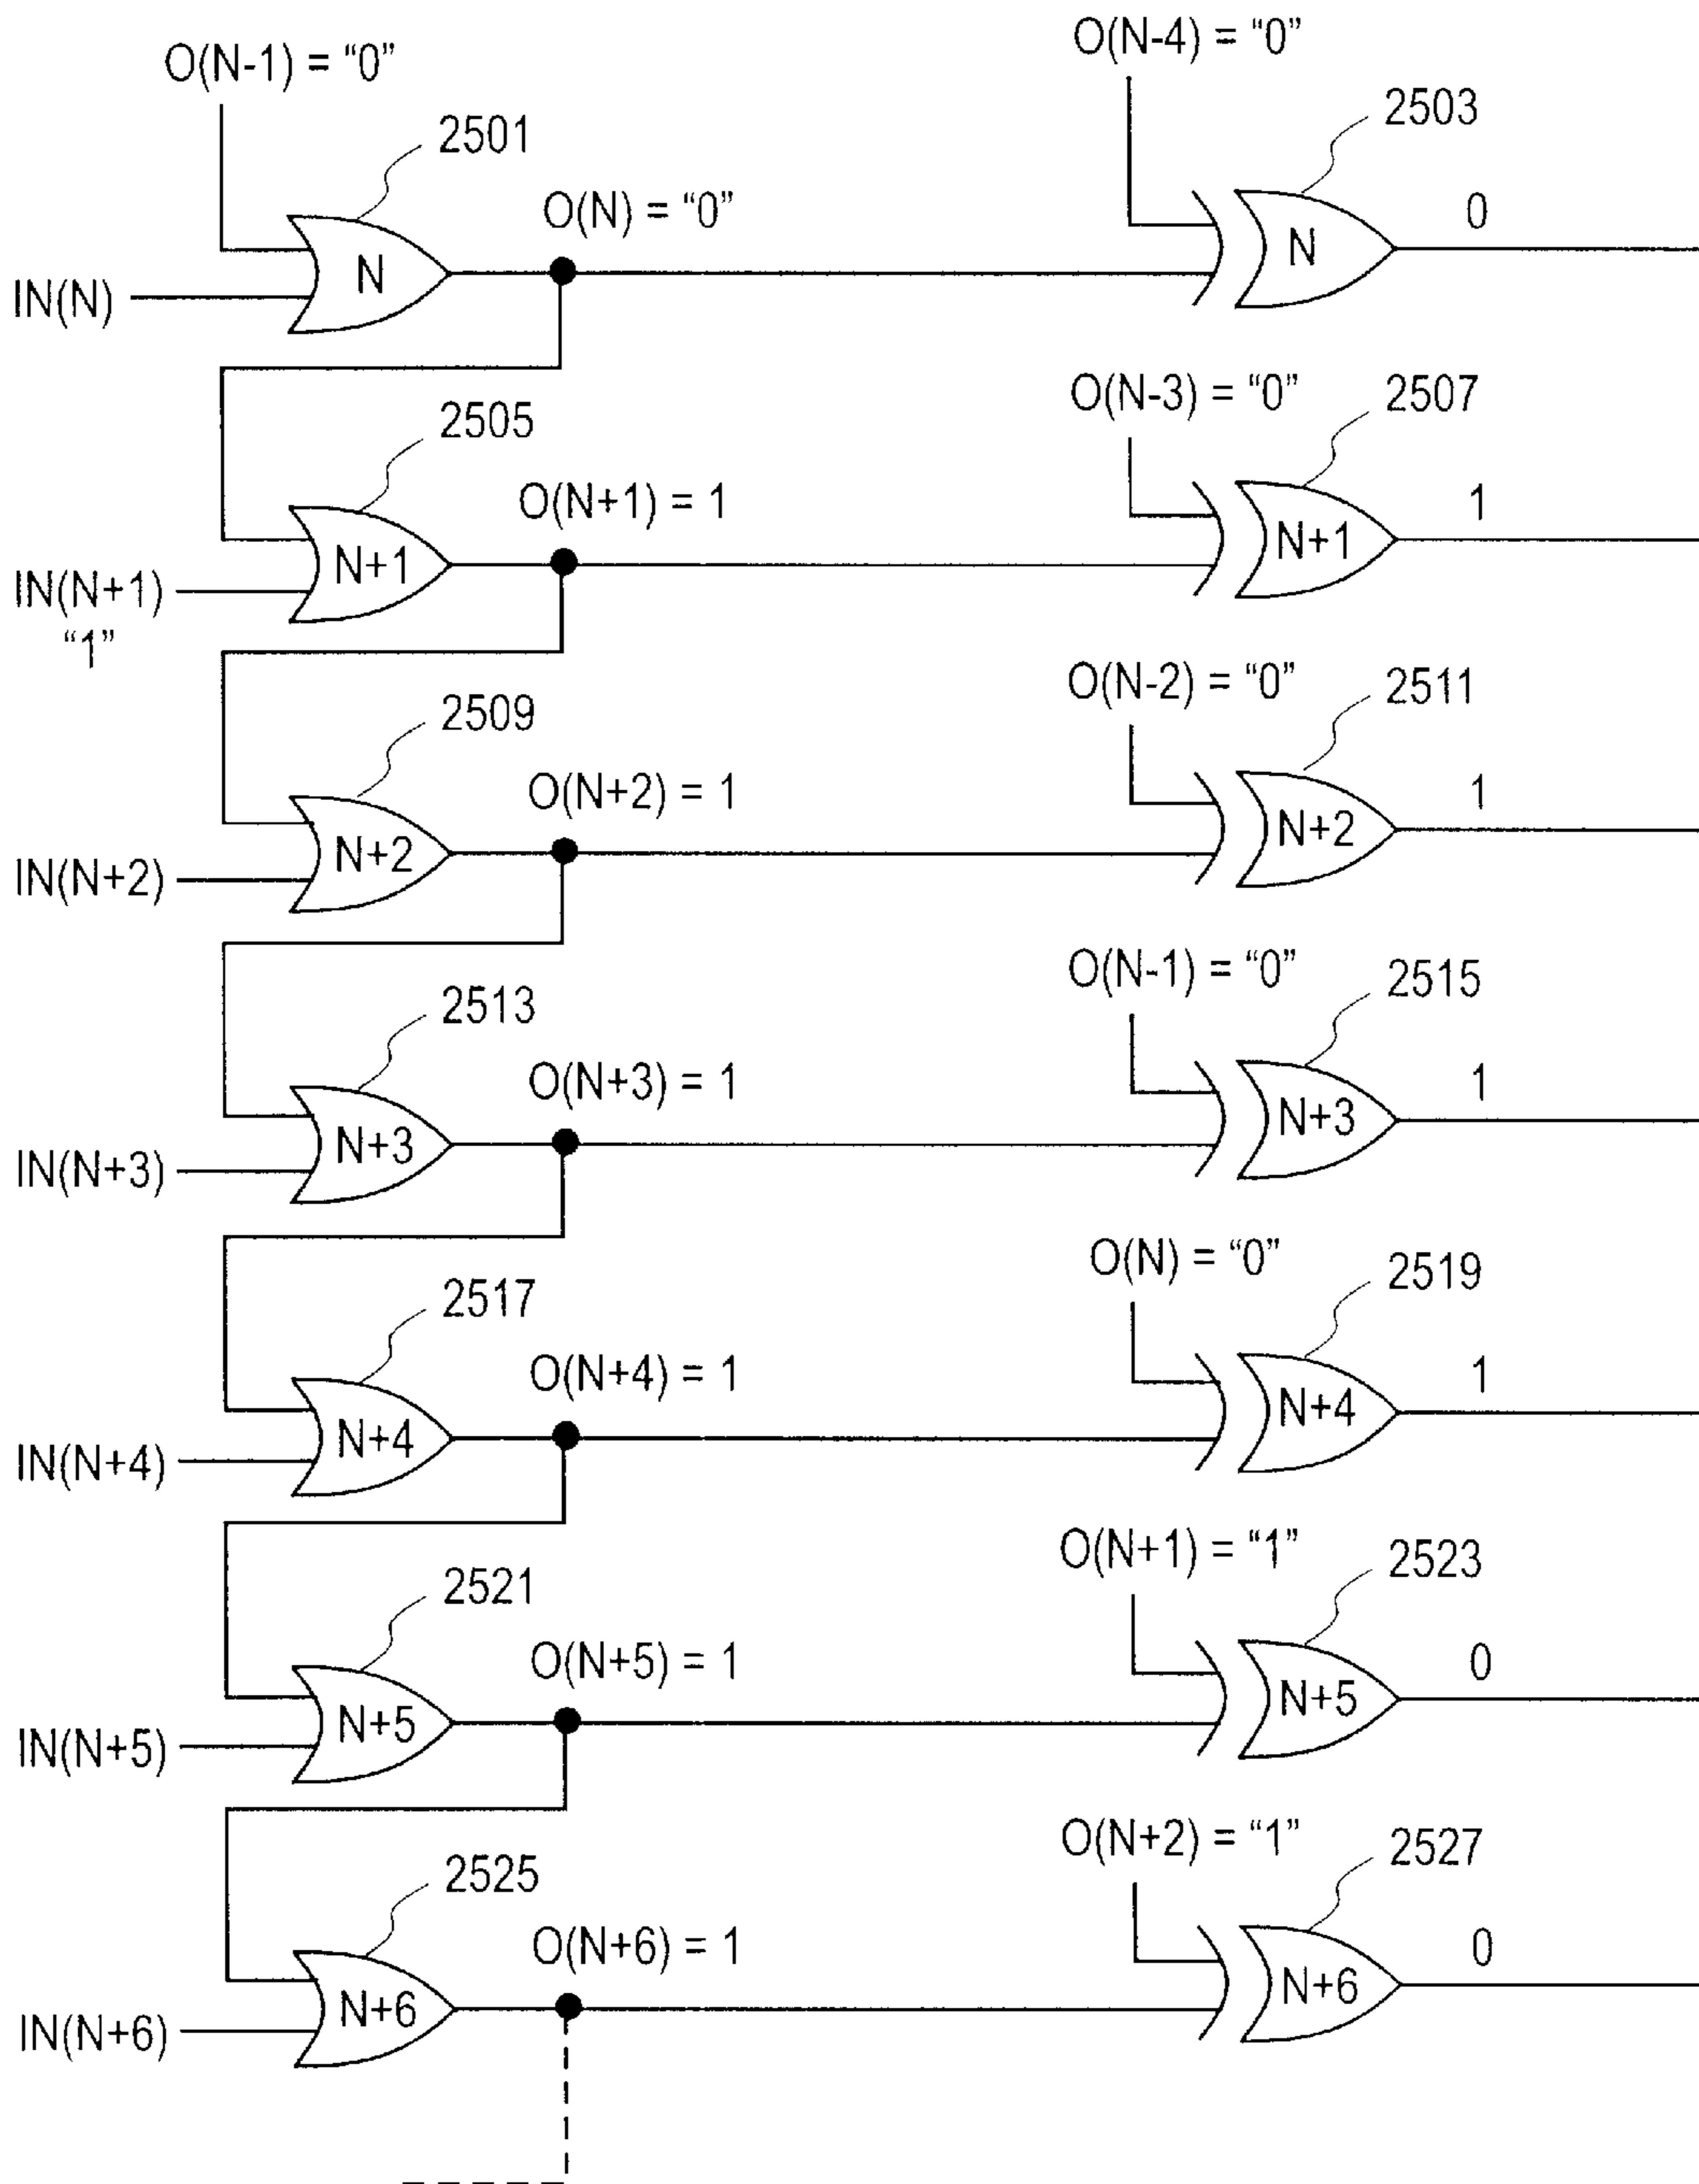 O(N-1) = “0”
O(N-4) = “0”
2501
2503
O(N) = “0”
0
N
N
IN(N)
O(N-3) = “0”
2505
2507
O(N+1) = 1
1
N+1
N+1
IN(N+1)
“1”
O(N-2) = “0”
2509
2511
O(N+2) = 1
1
N+2
N+2
IN(N+2)
O(N-1) = “0”
2513
2515
O(N+3) = 1
1
N+3
N+3
IN(N+3)
O(N) = “0”
2517
2519
O(N+4) = 1
1
N+4
N+4
IN(N+4)
O(N+1) = “1”
2521
2523
O(N+5) = 1
0
N+5
N+5
IN(N+5)
O(N+2) = “1”
2525
2527
O(N+6) = 1
0
N+6
N+6
IN(N+6)